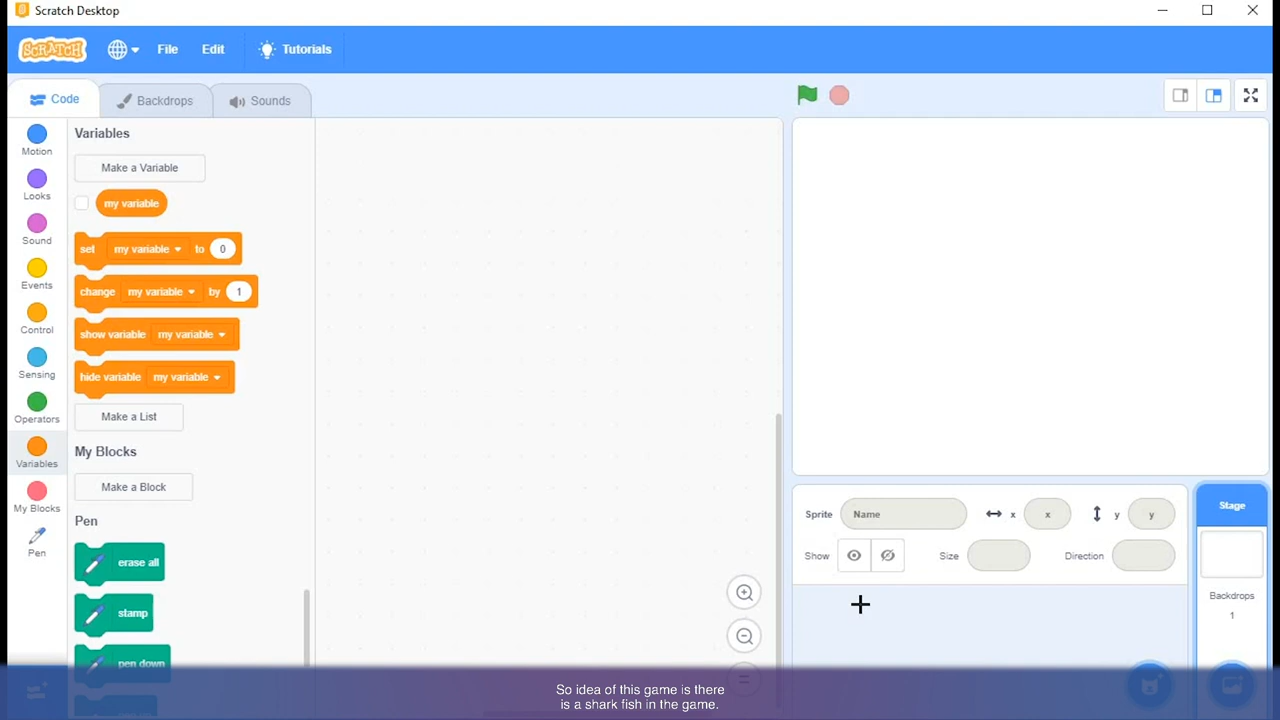 Scratch Desktop
SCRATCH
File
Edit
Tutorials
Code
Backdrops
Sounds
Motion
Looks
Sound
Events
Control
Sensing
Operators
Variables
My Blocks
Pen
Variables
Make a Variable
my variable
set my variable to 0
change my variable by 1
show variable my variable
hide variable my variable
Make a List
My Blocks
Make a Block
Pen
erase all
stamp
pen down
Sprite Name x x y y
Show Size Direction
Stage
Backdrops
1
So idea of this game is there
is a shark fish in the game.